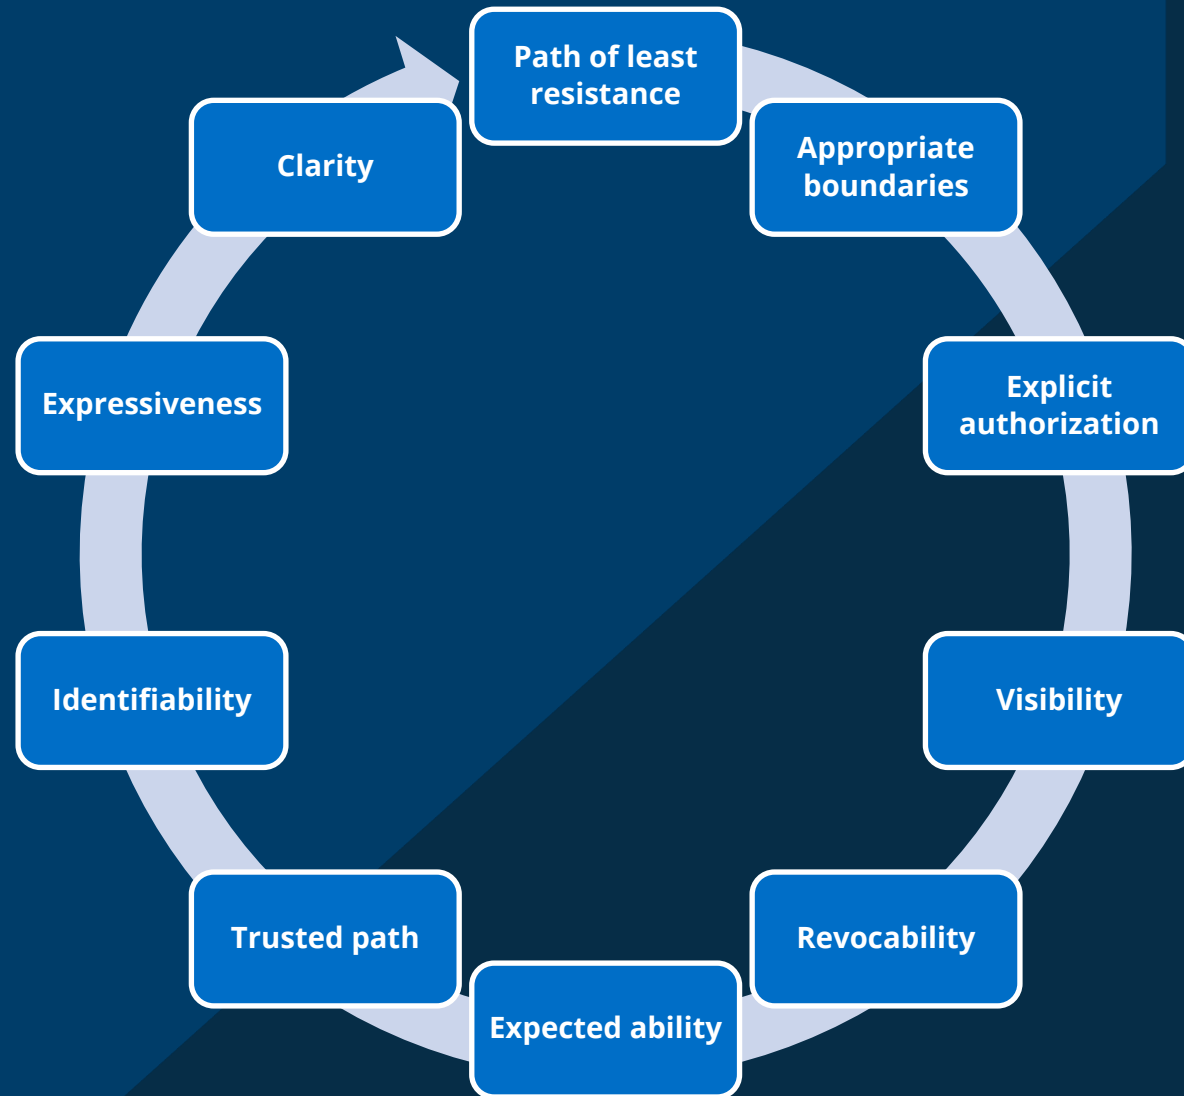 Path of least
resistance
Appropriate
boundaries
Explicit
authorization
Visibility
Revocability
Expected ability
Trusted path
Identifiability
Expressiveness
Clarity